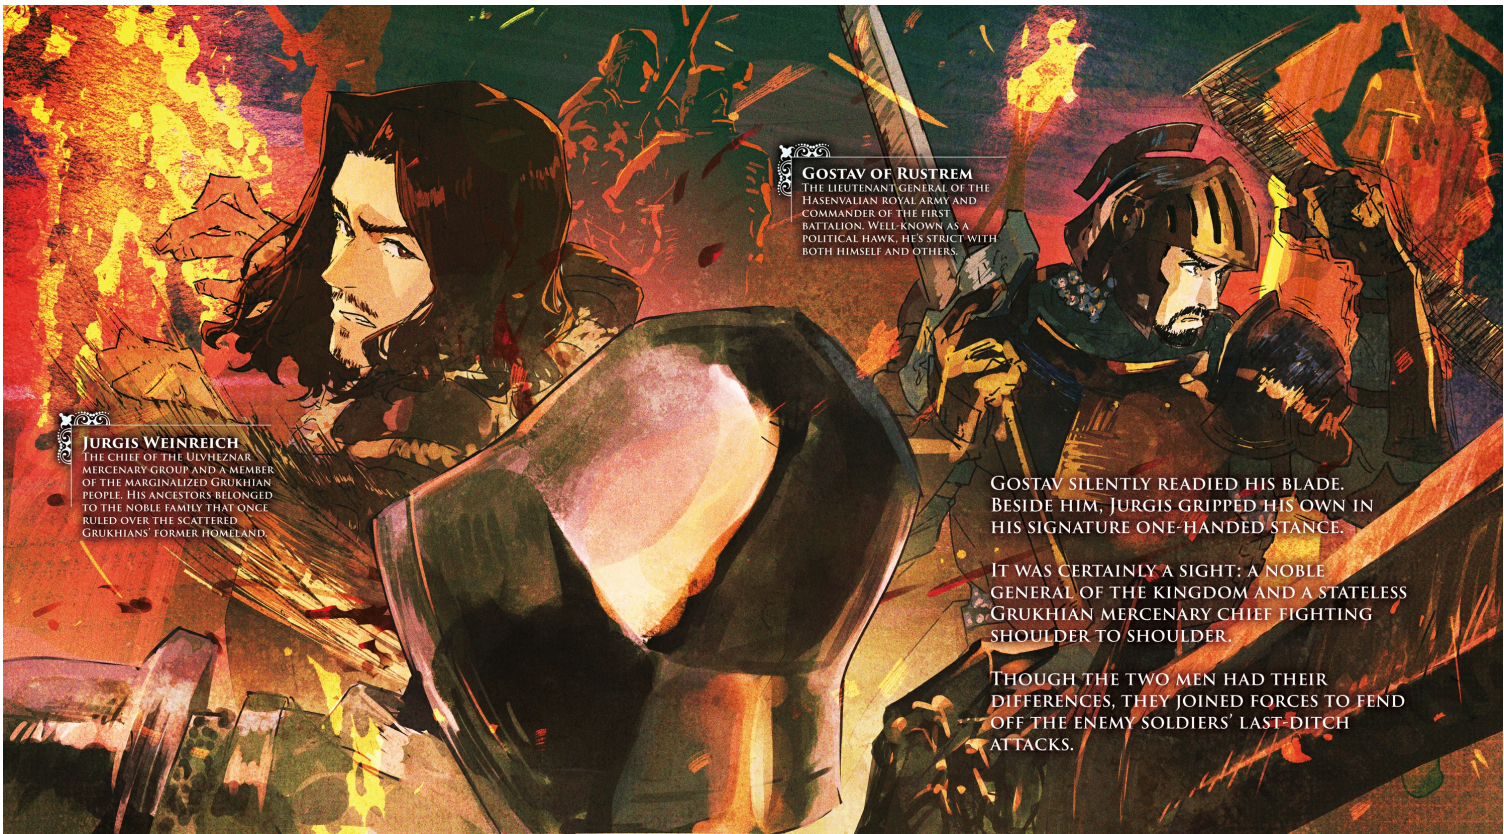 Gostav of Rustrem
The lieutenant general of the
Hasenvalian royal army and
commander of the first
battalion. Well-known as a
political hawk, he's strict with
both himself and others.
Jurgis Weinreich
The chief of the Ulvheznar
mercenary group and a member
of the marginalized Grukhian
people. His ancestors belonged
to the noble family that once
ruled over the scattered
Grukhians' former homeland.
Gostav silently readied his blade.
Beside him, Jurgis gripped his own in
his signature one-handed stance.
It was certainly a sight: a noble
general of the kingdom and a stateless
Grukhian mercenary chief fighting
shoulder to shoulder.
Though the two men had their
differences, they joined forces to fend
off the enemy soldiers' last-ditch
attacks.